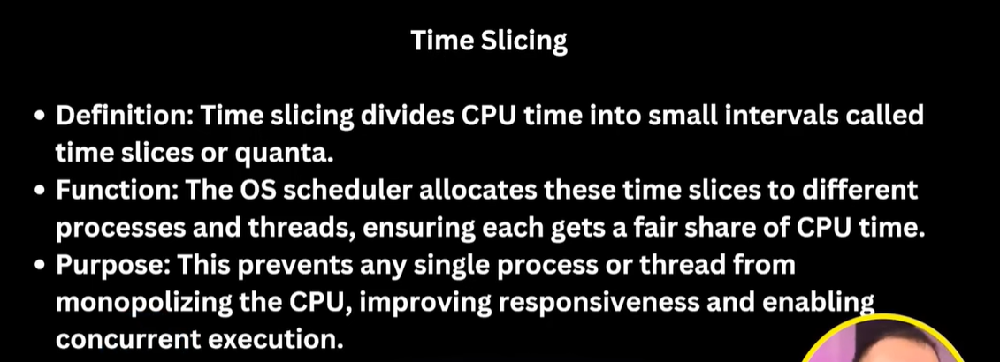 Time Slicing
• Definition: Time slicing divides CPU time into small intervals called
time slices or quanta.
• Function: The OS scheduler allocates these time slices to different
processes and threads, ensuring each gets a fair share of CPU time.
• Purpose: This prevents any single process or thread from
monopolizing the CPU, improving responsiveness and enabling
concurrent execution.